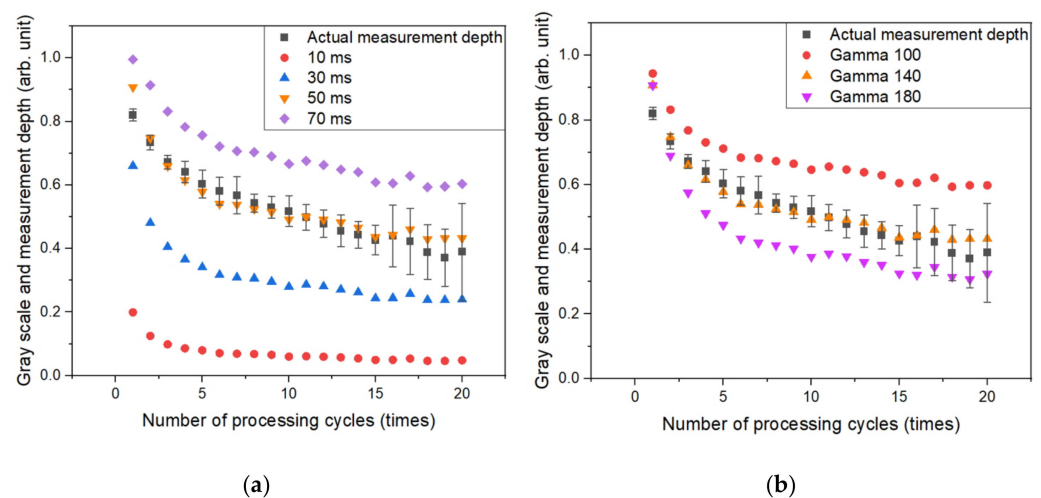 Gray scale and measurement depth (arb. unit)
1.0
0.8
0.6
0.4
0.2
0.0
Actual measurement depth
10 ms
30 ms
50 ms
70 ms
0 5 10 15 20
Number of processing cycles (times)
(a)
Gray scale and measurement depth (arb. unit)
1.0
0.8
0.6
0.4
0.2
0.0
Actual measurement depth
Gamma 100
Gamma 140
Gamma 180
0 5 10 15 20
Number of processing cycles (times)
(b)